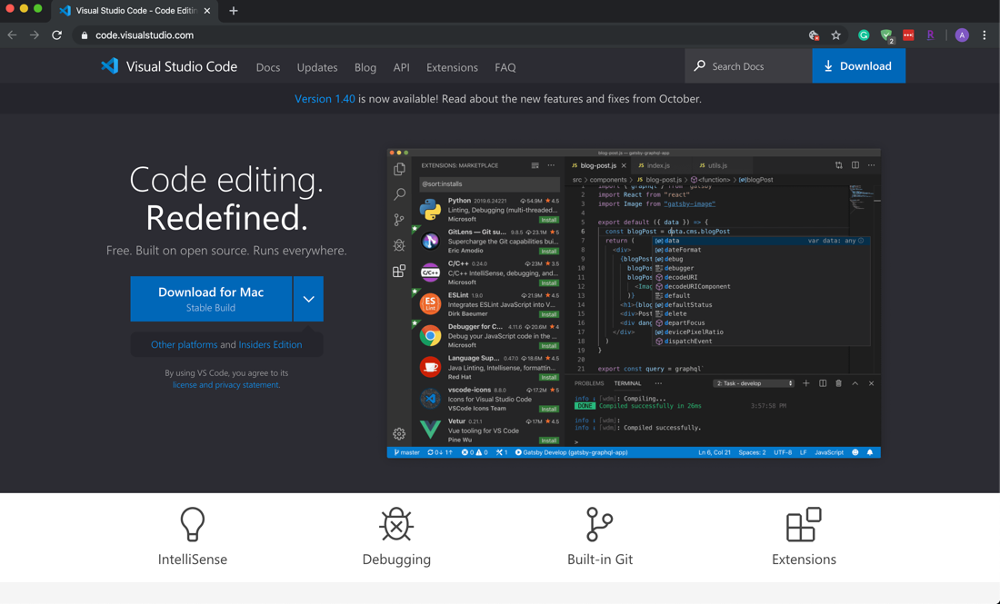 Visual Studio Code - Code Editin
code.visualstudio.com
2
A
Visual Studio Code
Docs
Updates
Blog
API
Extensions
FAQ
Search Docs
Download
Version 1.40 is now available! Read about the new features and fixes from October.
Code editing.
Redefined.
Free. Built on open source. Runs everywhere.
Download for Mac
Stable Build
Other platforms and Insiders Edition
By using VS Code, you agree to its
license and privacy statement.
blog-post.js — gatsby-graphql-app
EXTENSIONS: MARKETPLACE
@sort:installs
Python 2019.6.24221 54.9M ★4.5
Linting, Debugging (multi-threaded...
Microsoft Install
GitLens — Git su... 9.8.5 23.1M ★5
Supercharge the Git capabilities bui...
Eric Amodio Install
C/C++ 0.24.0 23M ★3.5
C/C++ IntelliSense, debugging, and...
Microsoft Install
ESLint 1.9.0 21.9M ★4.5
Integrates ESLint JavaScript into V...
Dirk Baeumer Install
Debugger for C... 4.11.6 20.6M ★4
Debug your JavaScript code in the ...
Microsoft Install
Language Sup... 0.47.0 18.6M ★4.5
Java Linting, Intellisense, formattin...
Red Hat Install
vscode-icons 8.8.0 17.2M ★5
Icons for Visual Studio Code
VSCode Icons Team Install
Vetur 0.21.1 17M ★4.5
Vue tooling for VS Code
Pine Wu Install
JS blog-post.js JS index.js JS utils.js
src › components › JS blog-post.js › <function> › blogPost
1 import { graphql } from "gatsby"
2 import React from "react"
3 import Image from "gatsby-image"
4
5 export default ({ data }) => {
6 const blogPost = data.cms.blogPost
7 return (
8 <div>
9 {blogPost
10 blogPo
11 blogPo
12 <Ima
13 )}
14 <h1>{blog
15 <div>Post
16 <div dang
17 </div>
18 )
19 }
20
21 export const query = graphql`
data var data: any
dateFormat
debug
debugger
decodeURI
decodeURIComponent
default
defaultStatus
delete
departFocus
devicePixelRatio
dispatchEvent
PROBLEMS TERMINAL ... 2: Task - develop
info : [wdm]: Compiling...
DONE Compiled successfully in 26ms 3:57:58 PM
info : [wdm]:
info : [wdm]: Compiled successfully.
>
master 0↓ 1↑ 0 0 1 Gatsby Develop (gatsby-graphql-app) Ln 6, Col 21 Spaces: 2 UTF-8 LF JavaScript
IntelliSense
Debugging
Built-in Git
Extensions